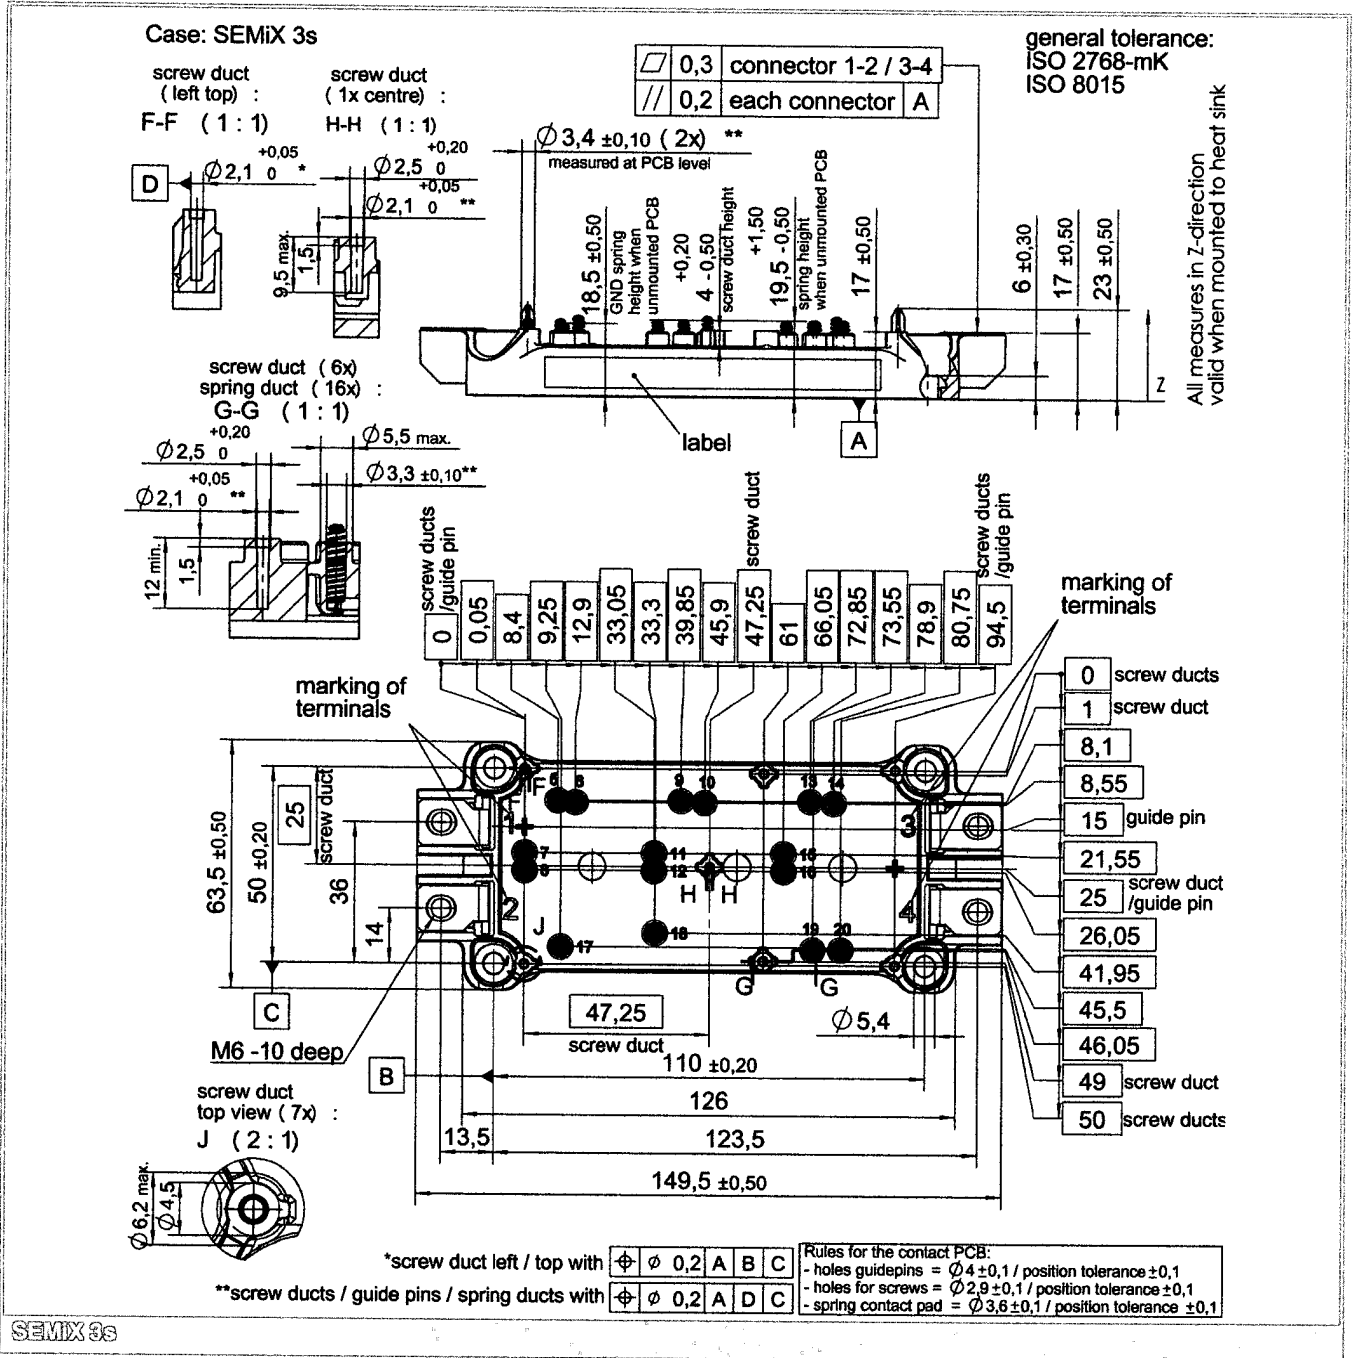 Case: SEMiX 3s
general tolerance:
ISO 2768-mK
ISO 8015
screw duct
( left top) :
F-F ( 1 : 1)
screw duct
( 1x centre) :
H-H ( 1 : 1)
0,3 connector 1-2 / 3-4
// 0,2 each connector A
D
Ø2,1 +0,05 0 *
Ø2,5 +0,20 0
Ø2,1 +0,05 0 **
9,5 max.
1,5
Ø3,4 ±0,10 ( 2x) **
measured at PCB level
18,5 ±0,50
GND spring
height when
unmounted PCB
+0,20
4 -0,50
screw duct height
+1,50
19,5 -0,50
spring height
when unmounted PCB
17 ±0,50
6 ±0,30
17 ±0,50
23 ±0,50
Z
All measures in Z-direction
valid when mounted to heat sink
label
A
screw duct ( 6x)
spring duct ( 16x) :
G-G ( 1 : 1)
Ø2,5 +0,20 0
Ø5,5 max.
Ø2,1 +0,05 0 **
Ø3,3 ±0,10**
12 min.
1,5
screw ducts
/guide pin
screw duct
screw ducts
/guide pin
0
0,05
8,4
9,25
12,9
33,05
33,3
39,85
45,9
47,25
61
66,05
72,85
73,55
78,9
80,75
94,5
marking of
terminals
marking of
terminals
0 screw ducts
1 screw duct
8,1
8,55
15 guide pin
21,55
25 screw duct
/guide pin
26,05
41,95
45,5
46,05
49 screw duct
50 screw ducts
63,5 ±0,50
50 ±0,20
25
screw duct
36
14
F
F
5 6 9 10 13 14
1 3
7 11 15
8 12 16
H H
2 4
J
17 18 19 20
G G
C
M6 -10 deep
47,25
screw duct
Ø5,4
B
110 ±0,20
126
13,5
123,5
149,5 ±0,50
screw duct
top view ( 7x) :
J ( 2 : 1)
Ø6,2 max.
Ø4,5
*screw duct left / top with ⌖ ø 0,2 A B C
**screw ducts / guide pins / spring ducts with ⌖ ø 0,2 A D C
Rules for the contact PCB:
- holes guidepins = Ø4±0,1 / position tolerance±0,1
- holes for screws = Ø2,9±0,1 / position tolerance±0,1
- spring contact pad = Ø3,6±0,1 / position tolerance ±0,1
SEMiX 3s